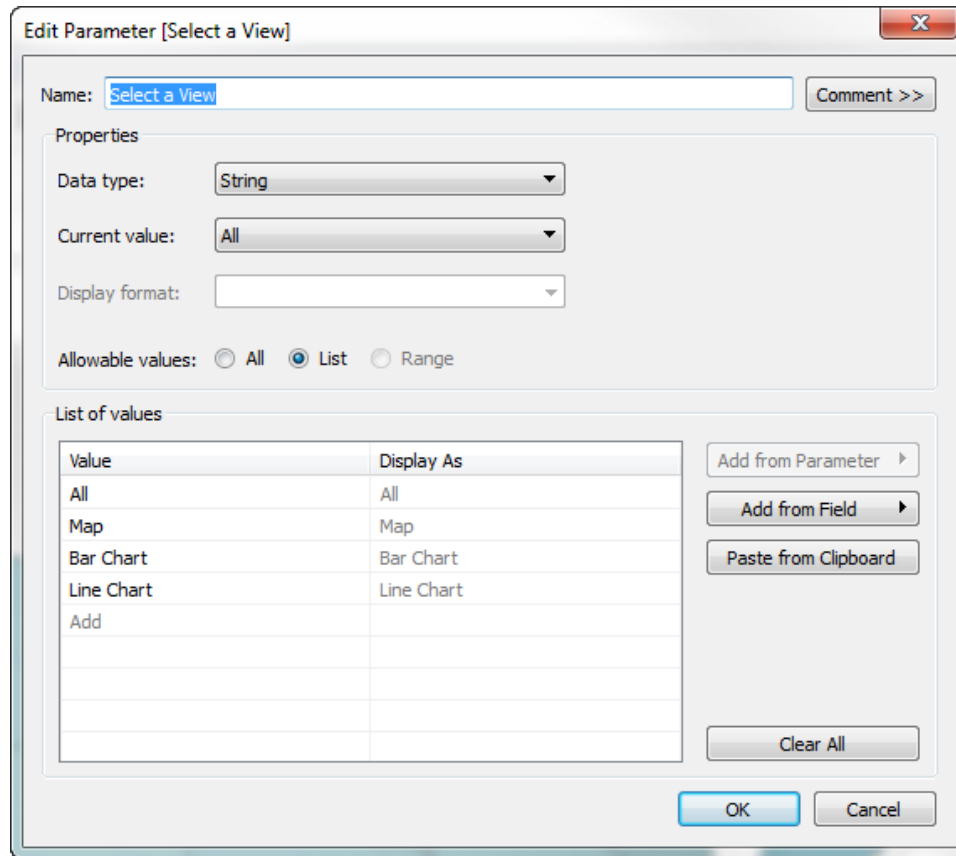 Edit Parameter [Select a View]
Name: Select a View Comment >>
Properties
Data type: String
Current value: All
Display format:
Allowable values: All List Range
List of values
Value Display As
All All
Map Map
Bar Chart Bar Chart
Line Chart Line Chart
Add
Add from Parameter
Add from Field
Paste from Clipboard
Clear All
OK Cancel